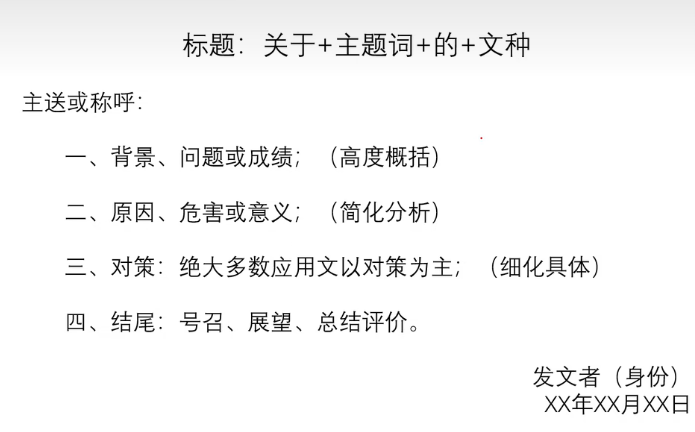 标题：关于+主题词+的+文种
主送或称呼：
一、背景、问题或成绩；（高度概括）
二、原因、危害或意义；（简化分析）
三、对策：绝大多数应用文以对策为主；（细化具体）
四、结尾：号召、展望、总结评价。
发文者（身份）
XX年XX月XX日